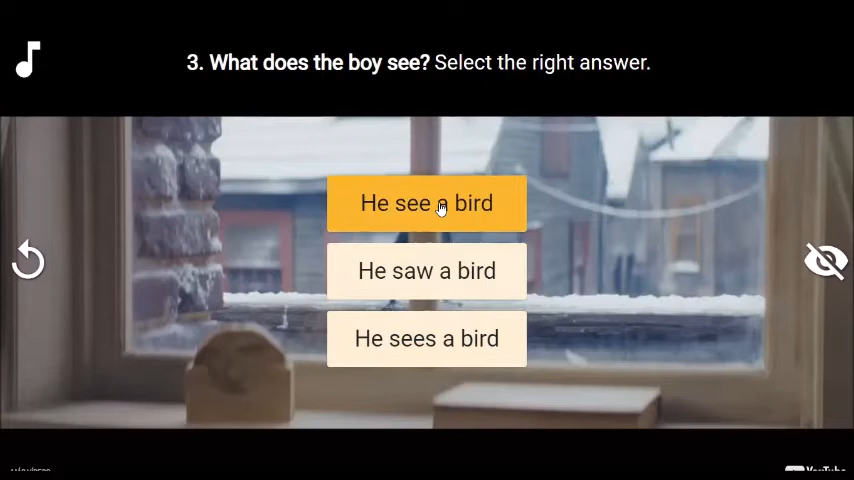 3. What does the boy see? Select the right answer.
He see a bird
He saw a bird
He sees a bird
YouTube